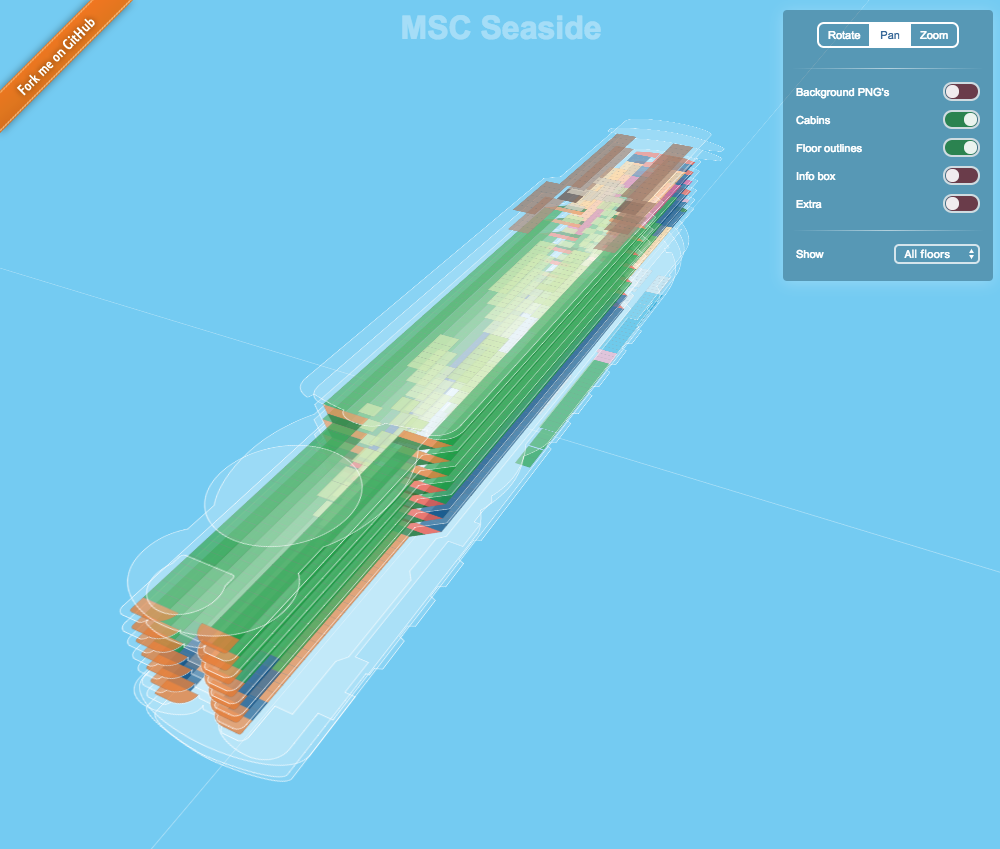 Fork me on GitHub
MSC Seaside
Rotate Pan Zoom
Background PNG's
Cabins
Floor outlines
Info box
Extra
Show All floors